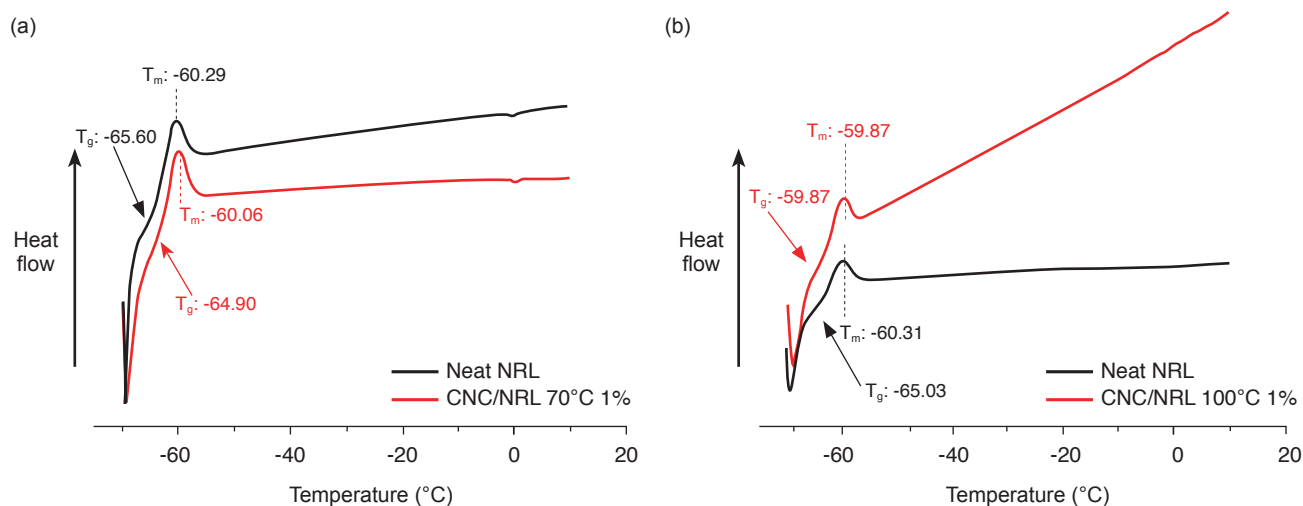 (a)
Tm: -60.29
Tg: -65.60
Tm: -60.06
Tg: -64.90
Heat
flow
Neat NRL
CNC/NRL 70°C 1%
-60
-40
-20
0
20
Temperature (°C)
(b)
Tm: -59.87
Tg: -59.87
Tm: -60.31
Tg: -65.03
Heat
flow
Neat NRL
CNC/NRL 100°C 1%
-60
-40
-20
0
20
Temperature (°C)